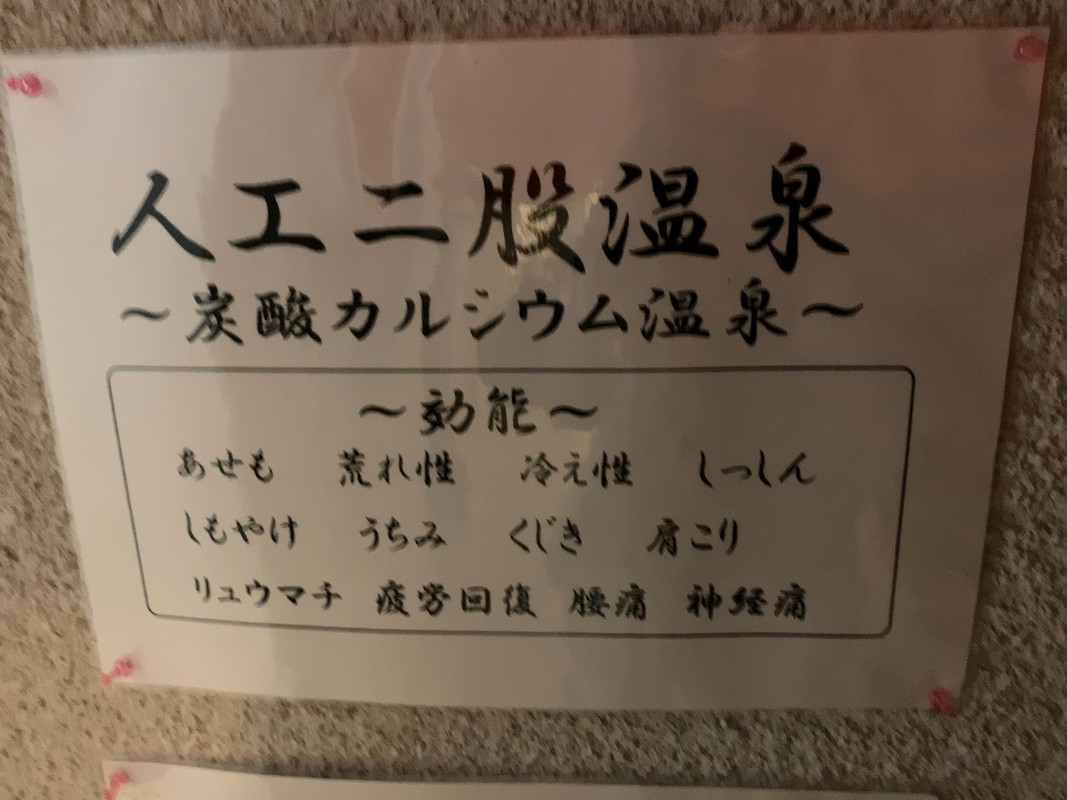 人工二股温泉
～炭酸カルシウム温泉～
～効能～
あせも 荒れ性 冷え性 しっしん
しもやけ うちみ くじき 肩こり
リュウマチ 疲労回復 腰痛 神経痛